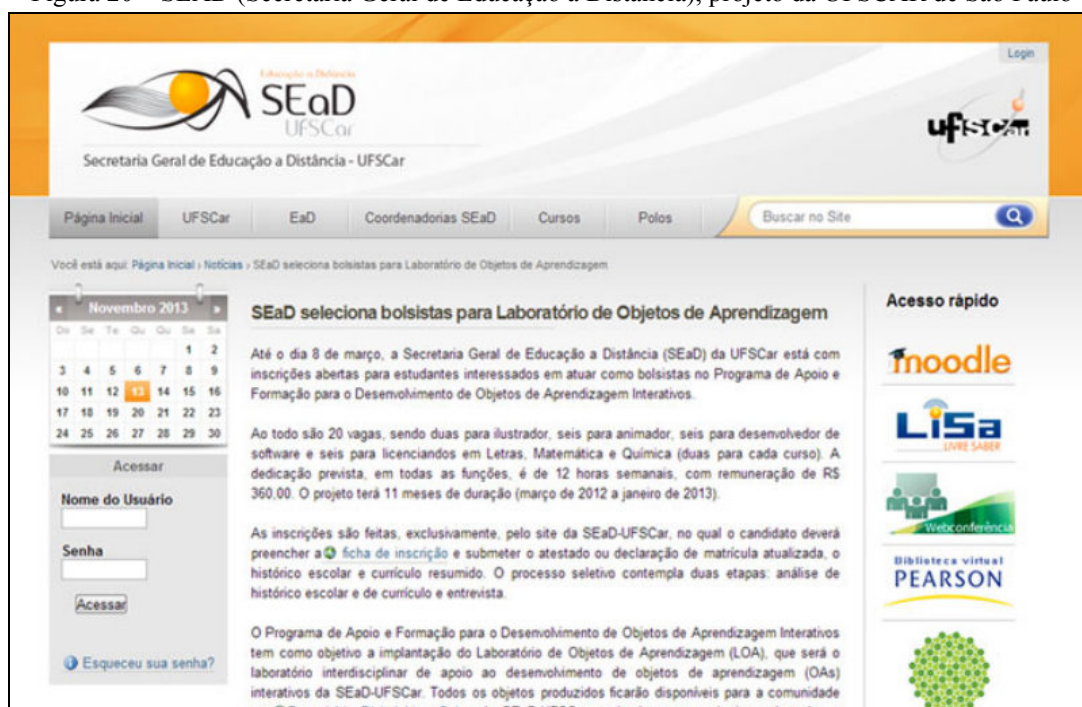 Figura 20 – SEAD (Secretaria Geral de Educação a Distância), projeto da UFSCAR de São Paulo
Login
Educação a Distância
SEaD
UFSCar
ufscar
Secretaria Geral de Educação a Distância - UFSCar
Página Inicial UFSCar EaD Coordenadorias SEaD Cursos Polos Buscar no Site
Você está aqui: Página Inicial › Notícias › SEaD seleciona bolsistas para Laboratório de Objetos de Aprendizagem
« Novembro 2013 »
Do Se Te Qu Qu Se Sa
1 2
3 4 5 6 7 8 9
10 11 12 13 14 15 16
17 18 19 20 21 22 23
24 25 26 27 28 29 30
Acessar
Nome do Usuário
Senha
Acessar
Esqueceu sua senha?
SEaD seleciona bolsistas para Laboratório de Objetos de Aprendizagem
Até o dia 8 de março, a Secretaria Geral de Educação a Distância (SEaD) da UFSCar está com
inscrições abertas para estudantes interessados em atuar como bolsistas no Programa de Apoio e
Formação para o Desenvolvimento de Objetos de Aprendizagem Interativos.
Ao todo são 20 vagas, sendo duas para ilustrador, seis para animador, seis para desenvolvedor de
software e seis para licenciandos em Letras, Matemática e Química (duas para cada curso). A
dedicação prevista, em todas as funções, é de 12 horas semanais, com remuneração de R$
360,00. O projeto terá 11 meses de duração (março de 2012 a janeiro de 2013).
As inscrições são feitas, exclusivamente, pelo site da SEaD-UFSCar, no qual o candidato deverá
preencher a ficha de inscrição e submeter o atestado ou declaração de matrícula atualizada, o
histórico escolar e currículo resumido. O processo seletivo contempla duas etapas: análise de
histórico escolar e de currículo e entrevista.
O Programa de Apoio e Formação para o Desenvolvimento de Objetos de Aprendizagem Interativos
tem como objetivo a implantação do Laboratório de Objetos de Aprendizagem (LOA), que será o
laboratório interdisciplinar de apoio ao desenvolvimento de objetos de aprendizagem (OAs)
interativos da SEaD-UFSCar. Todos os objetos produzidos ficarão disponíveis para a comunidade
Acesso rápido
moodle
LiSa
LIVRE SABER
Webconferência
Biblioteca virtual
PEARSON